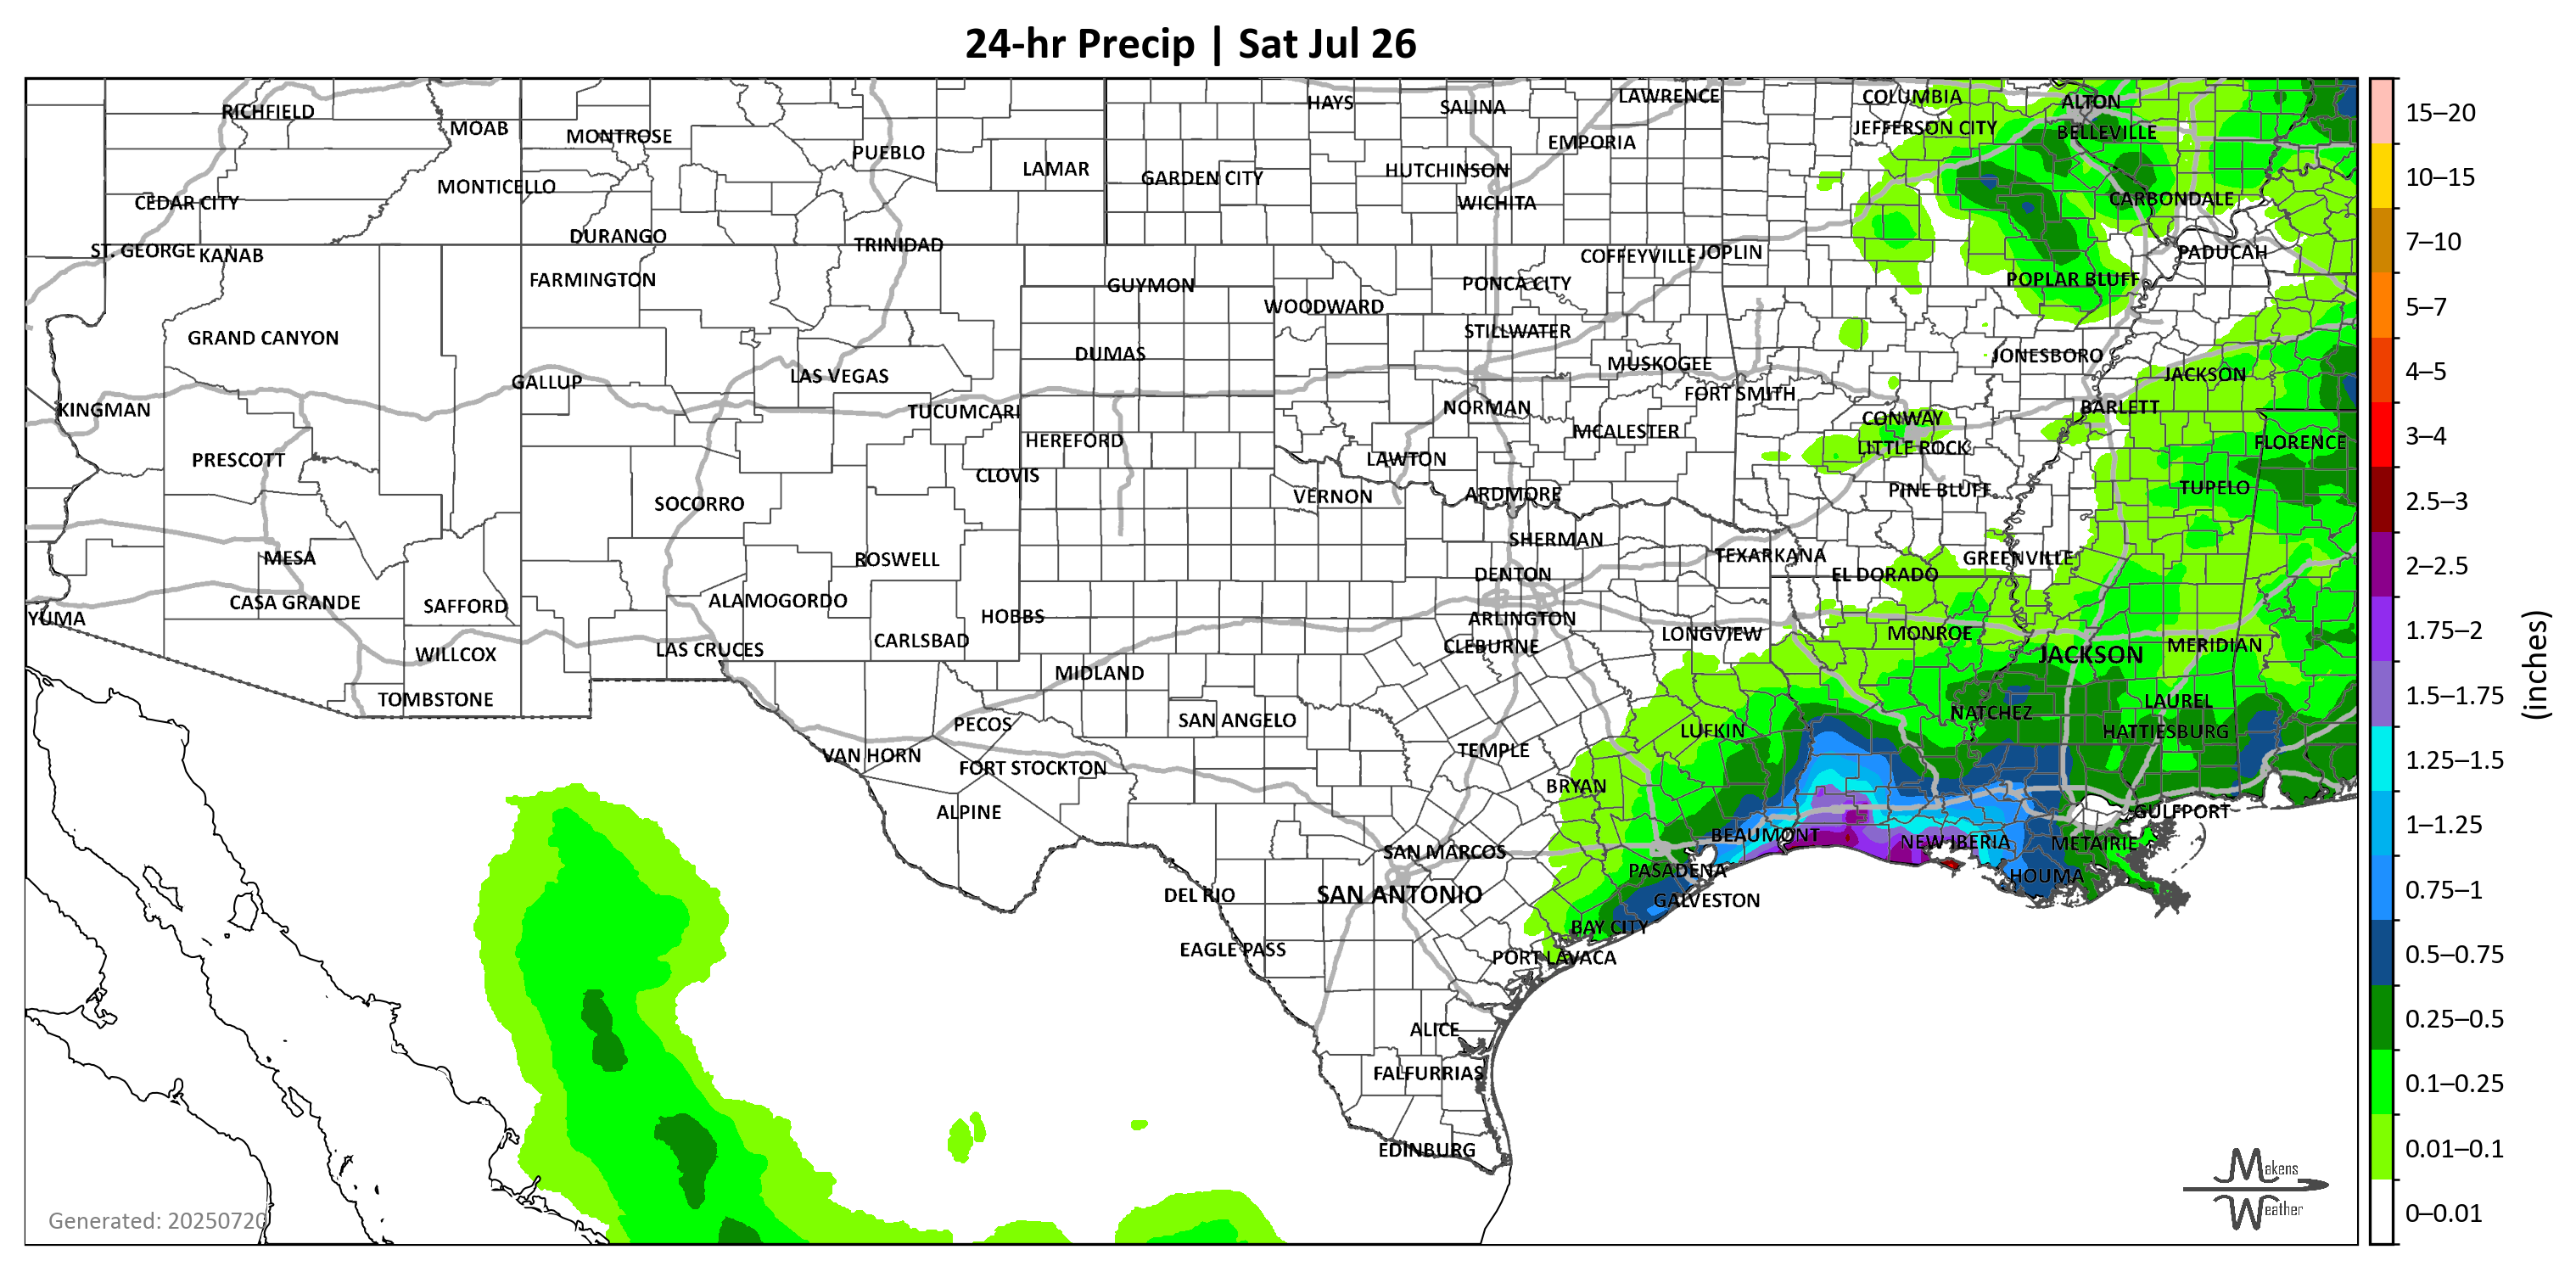 24-hr Precip | Sat Jul 26
RICHFIELD
MOAB
MONTROSE
PUEBLO
LAMAR
HAYS
SALINA
LAWRENCE
COLUMBIA
ALTON
JEFFERSON CITY
BELLEVILLE
EMPORIA
HUTCHINSON
GARDEN CITY
MONTICELLO
CEDAR CITY
WICHITA
CARBONDALE
DURANGO
TRINIDAD
ST. GEORGE
KANAB
COFFEYVILLE
JOPLIN
PADUCAH
FARMINGTON
GUYMON
PONCA CITY
POPLAR BLUFF
WOODWARD
GRAND CANYON
STILLWATER
DUMAS
JONESBORO
MUSKOGEE
LAS VEGAS
JACKSON
GALLUP
FORT SMITH
KINGMAN
TUCUMCARI
NORMAN
BARLETT
CONWAY
MCALESTER
HEREFORD
FLORENCE
LITTLE ROCK
PRESCOTT
LAWTON
CLOVIS
TUPELO
PINE BLUFF
VERNON
ARDMORE
SOCORRO
SHERMAN
MESA
ROSWELL
TEXARKANA
GREENVILLE
DENTON
EL DORADO
CASA GRANDE
SAFFORD
ALAMOGORDO
HOBBS
YUMA
ARLINGTON
LONGVIEW
MONROE
CARLSBAD
CLEBURNE
MERIDIAN
WILLCOX
LAS CRUCES
JACKSON
MIDLAND
TOMBSTONE
LAUREL
NATCHEZ
SAN ANGELO
PECOS
LUFKIN
HATTIESBURG
TEMPLE
VAN HORN
FORT STOCKTON
BRYAN
ALPINE
GULFPORT
BEAUMONT
NEW IBERIA
METAIRIE
SAN MARCOS
PASADENA
HOUMA
DEL RIO
SAN ANTONIO
GALVESTON
BAY CITY
EAGLE PASS
PORT LAVACA
ALICE
FALFURRIAS
EDINBURG
Generated: 20250720
Makens
Weather
15–20
10–15
7–10
5–7
4–5
3–4
2.5–3
2–2.5
1.75–2
1.5–1.75
1.25–1.5
1–1.25
0.75–1
0.5–0.75
0.25–0.5
0.1–0.25
0.01–0.1
0–0.01
(inches)